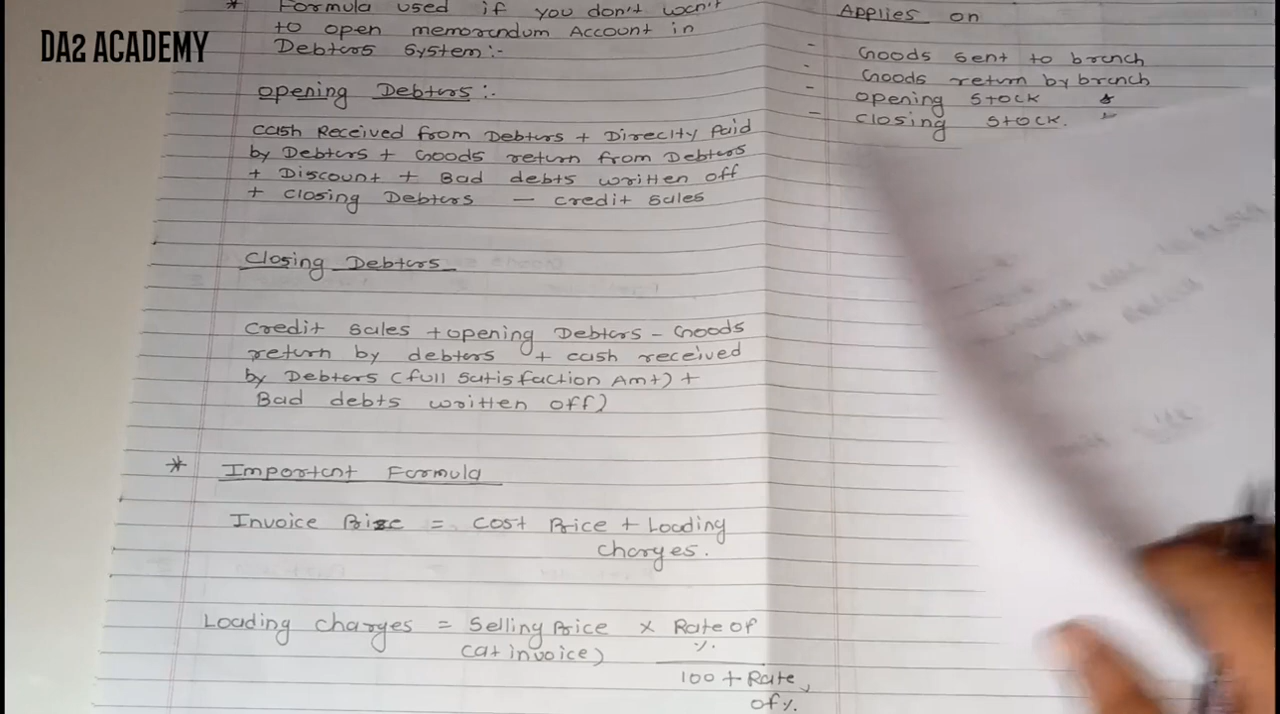 DA2 ACADEMY
* Formula used if you don't want
to open memorandum Account in
Debtors System:-
opening Debtors:-
cash Received from Debtors + Direclty Paid
by Debtors + Goods return from Debtors
+ Discount + Bad debts written off
+ closing Debtors - credit sales
Closing Debtors
credit sales + opening Debtors - Goods
return by debtors + cash received
by Debtors (full satisfaction Amt) +
Bad debts written off)
* Important Formula
Invoice Price = cost Price + Loading
charges.
Loading charges = Selling Price x Rate of
(at invoice) %
100 + Rate
of %
Applies on
- Goods sent to branch
- Goods return by branch
- opening stock
- closing stock.